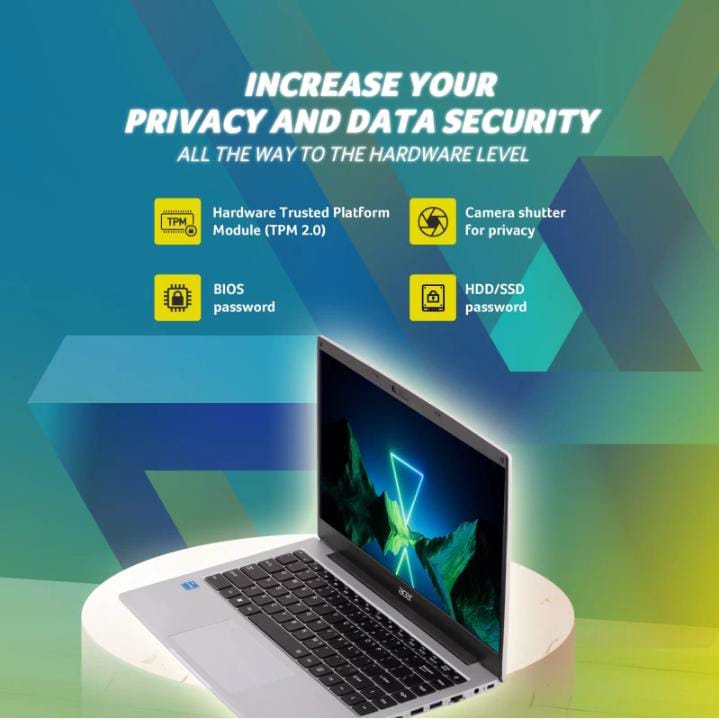 INCREASE YOUR
PRIVACY AND DATA SECURITY
ALL THE WAY TO THE HARDWARE LEVEL
TPM
Hardware Trusted Platform
Module (TPM 2.0)
Camera shutter
for privacy
BIOS
password
HDD/SSD
password
acer